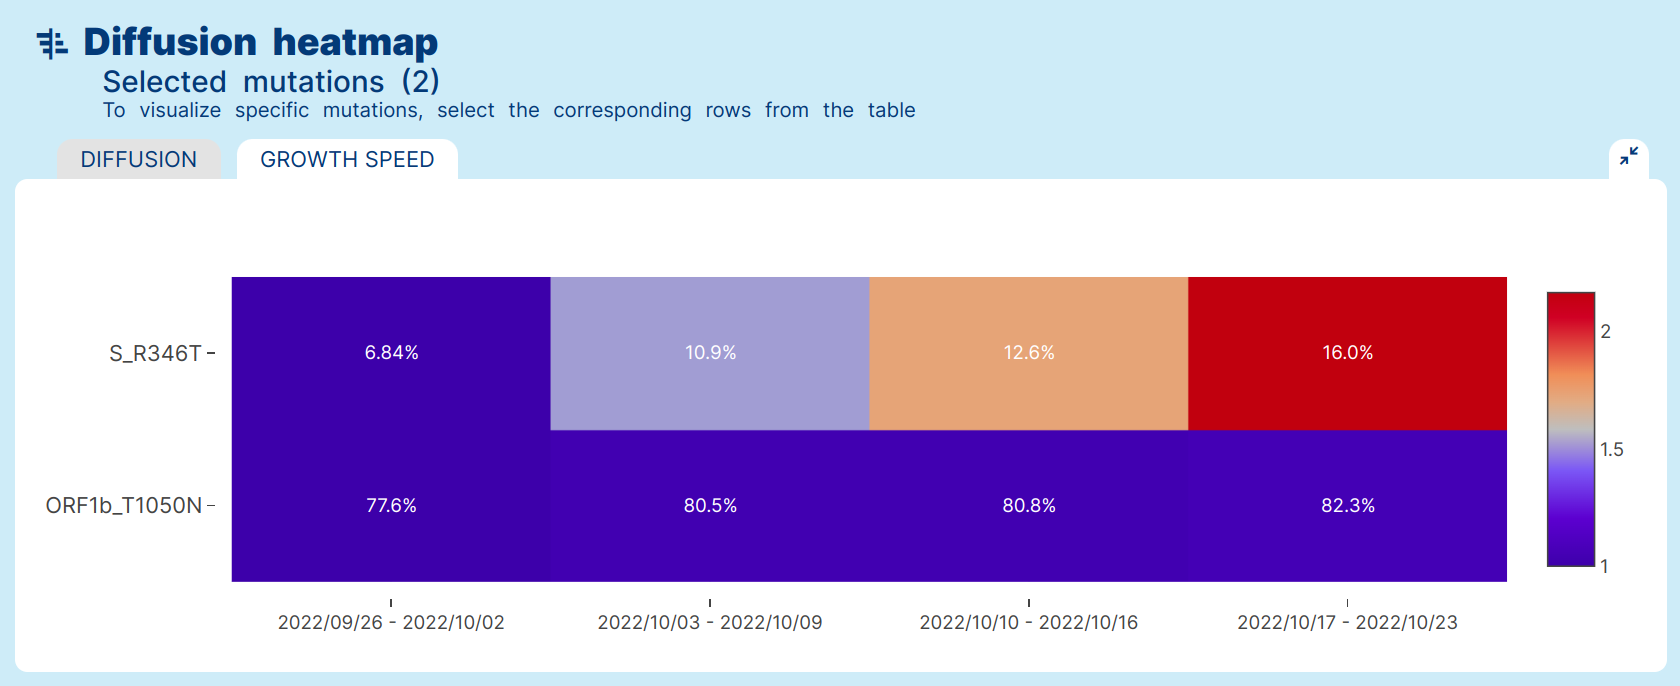 Diffusion heatmap
Selected mutations (2)
To visualize specific mutations, select the corresponding rows from the table
DIFFUSION
GROWTH SPEED
S_R346T
6.84%
10.9%
12.6%
16.0%
ORF1b_T1050N
77.6%
80.5%
80.8%
82.3%
2022/09/26 - 2022/10/02
2022/10/03 - 2022/10/09
2022/10/10 - 2022/10/16
2022/10/17 - 2022/10/23
2
1.5
1